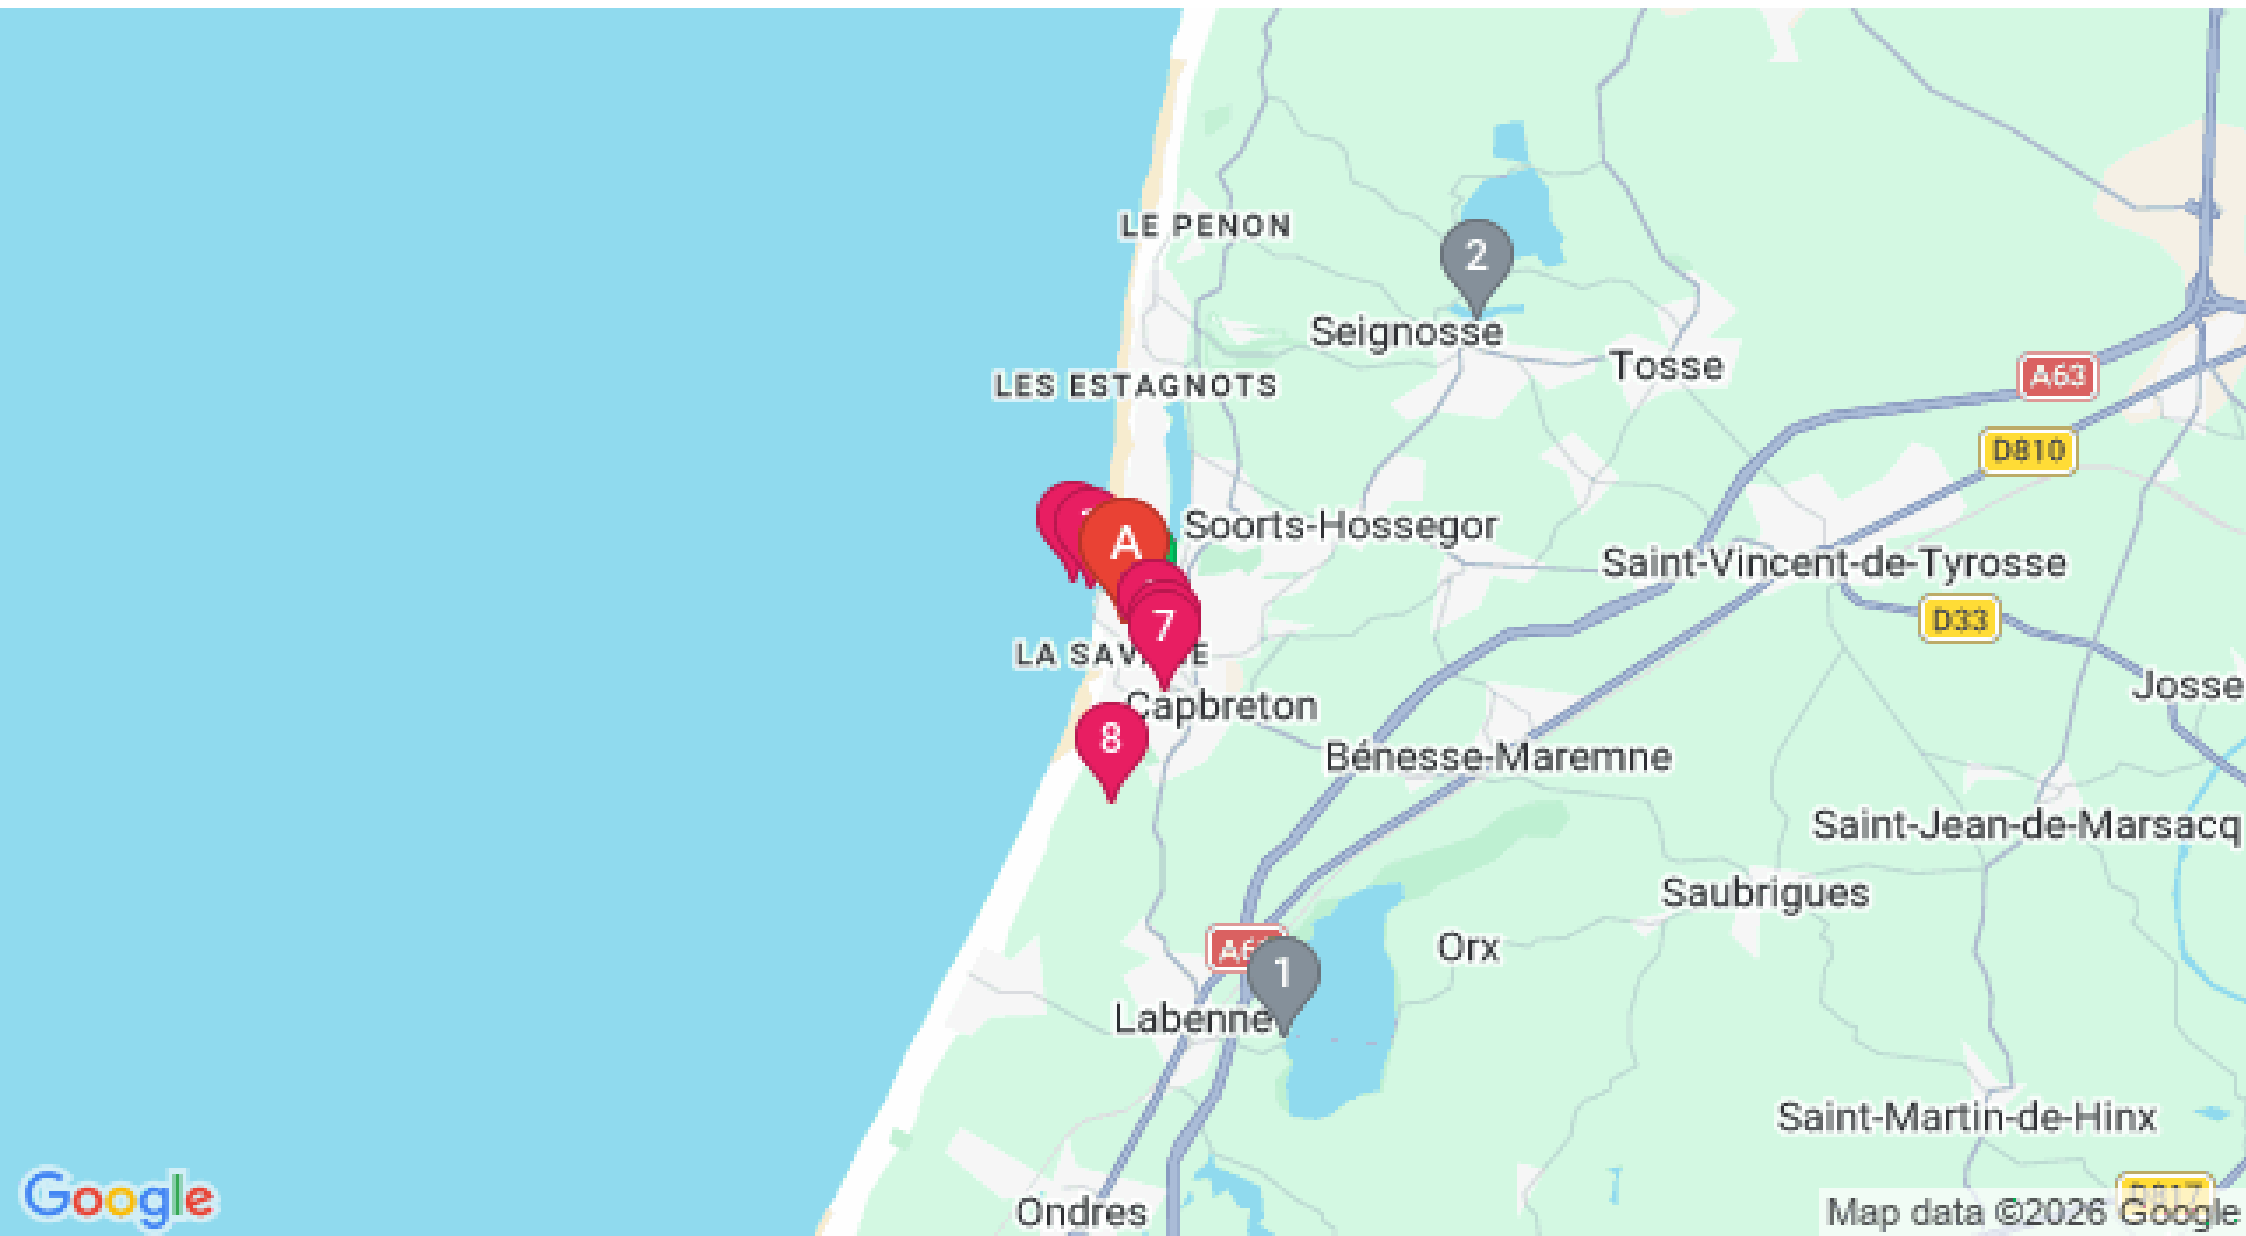 LE PENON
2
Seignosse
Tosse
A63
LES ESTAGNOTS
D810
A
Soorts-Hossegor
Saint-Vincent-de-Tyrosse
D33
7
LA
Capbreton
Josse
8
Bénesse-Maremne
Saint-Jean-de-Marsacq
Saubrigues
Orx
1
Labenne
Saint-Martin-de-Hinx
D817
Google
Ondres
Map data ©2026 Google